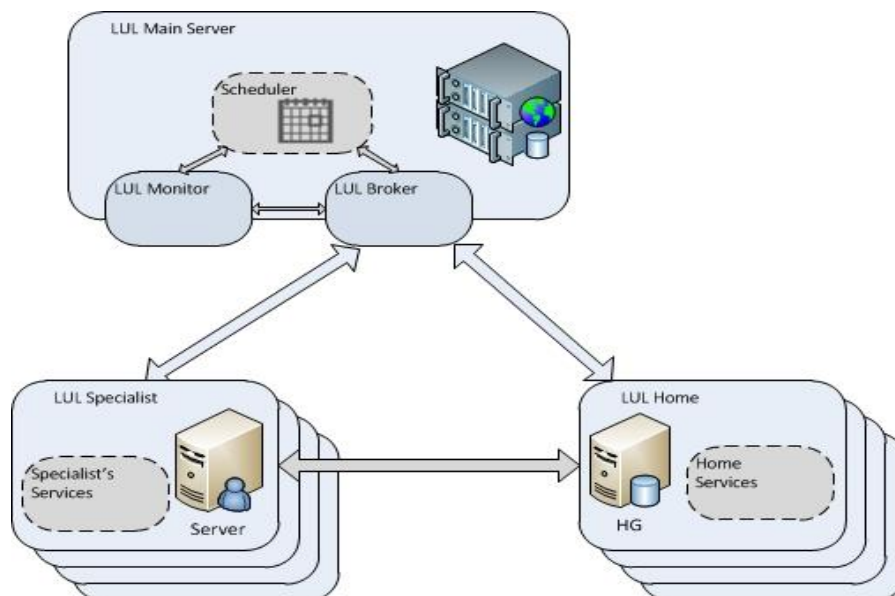 LUL Main Server
Scheduler
LUL Monitor
LUL Broker
LUL Specialist
Specialist's
Services
Server
LUL Home
HG
Home
Services